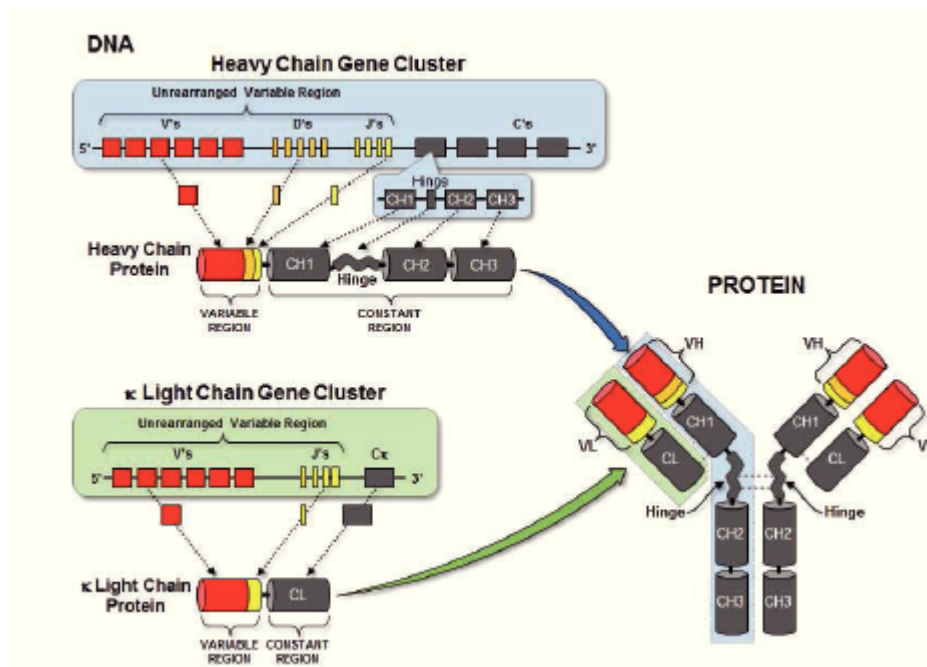 DNA
Heavy Chain Gene Cluster
Unrearranged Variable Region
V's D's J's C's
5' 3'
Hinge
CH1 CH2 CH3
Heavy Chain
Protein
CH1 CH2 CH3
Hinge
VARIABLE
REGION
CONSTANT
REGION
κ Light Chain Gene Cluster
Unrearranged Variable Region
V's J's Cκ
5' 3'
κ Light Chain
Protein
CL
VARIABLE
REGION
CONSTANT
REGION
PROTEIN
VH VH
VL V
CH1 CH1
CL CL
Hinge Hinge
CH2 CH2
CH3 CH3